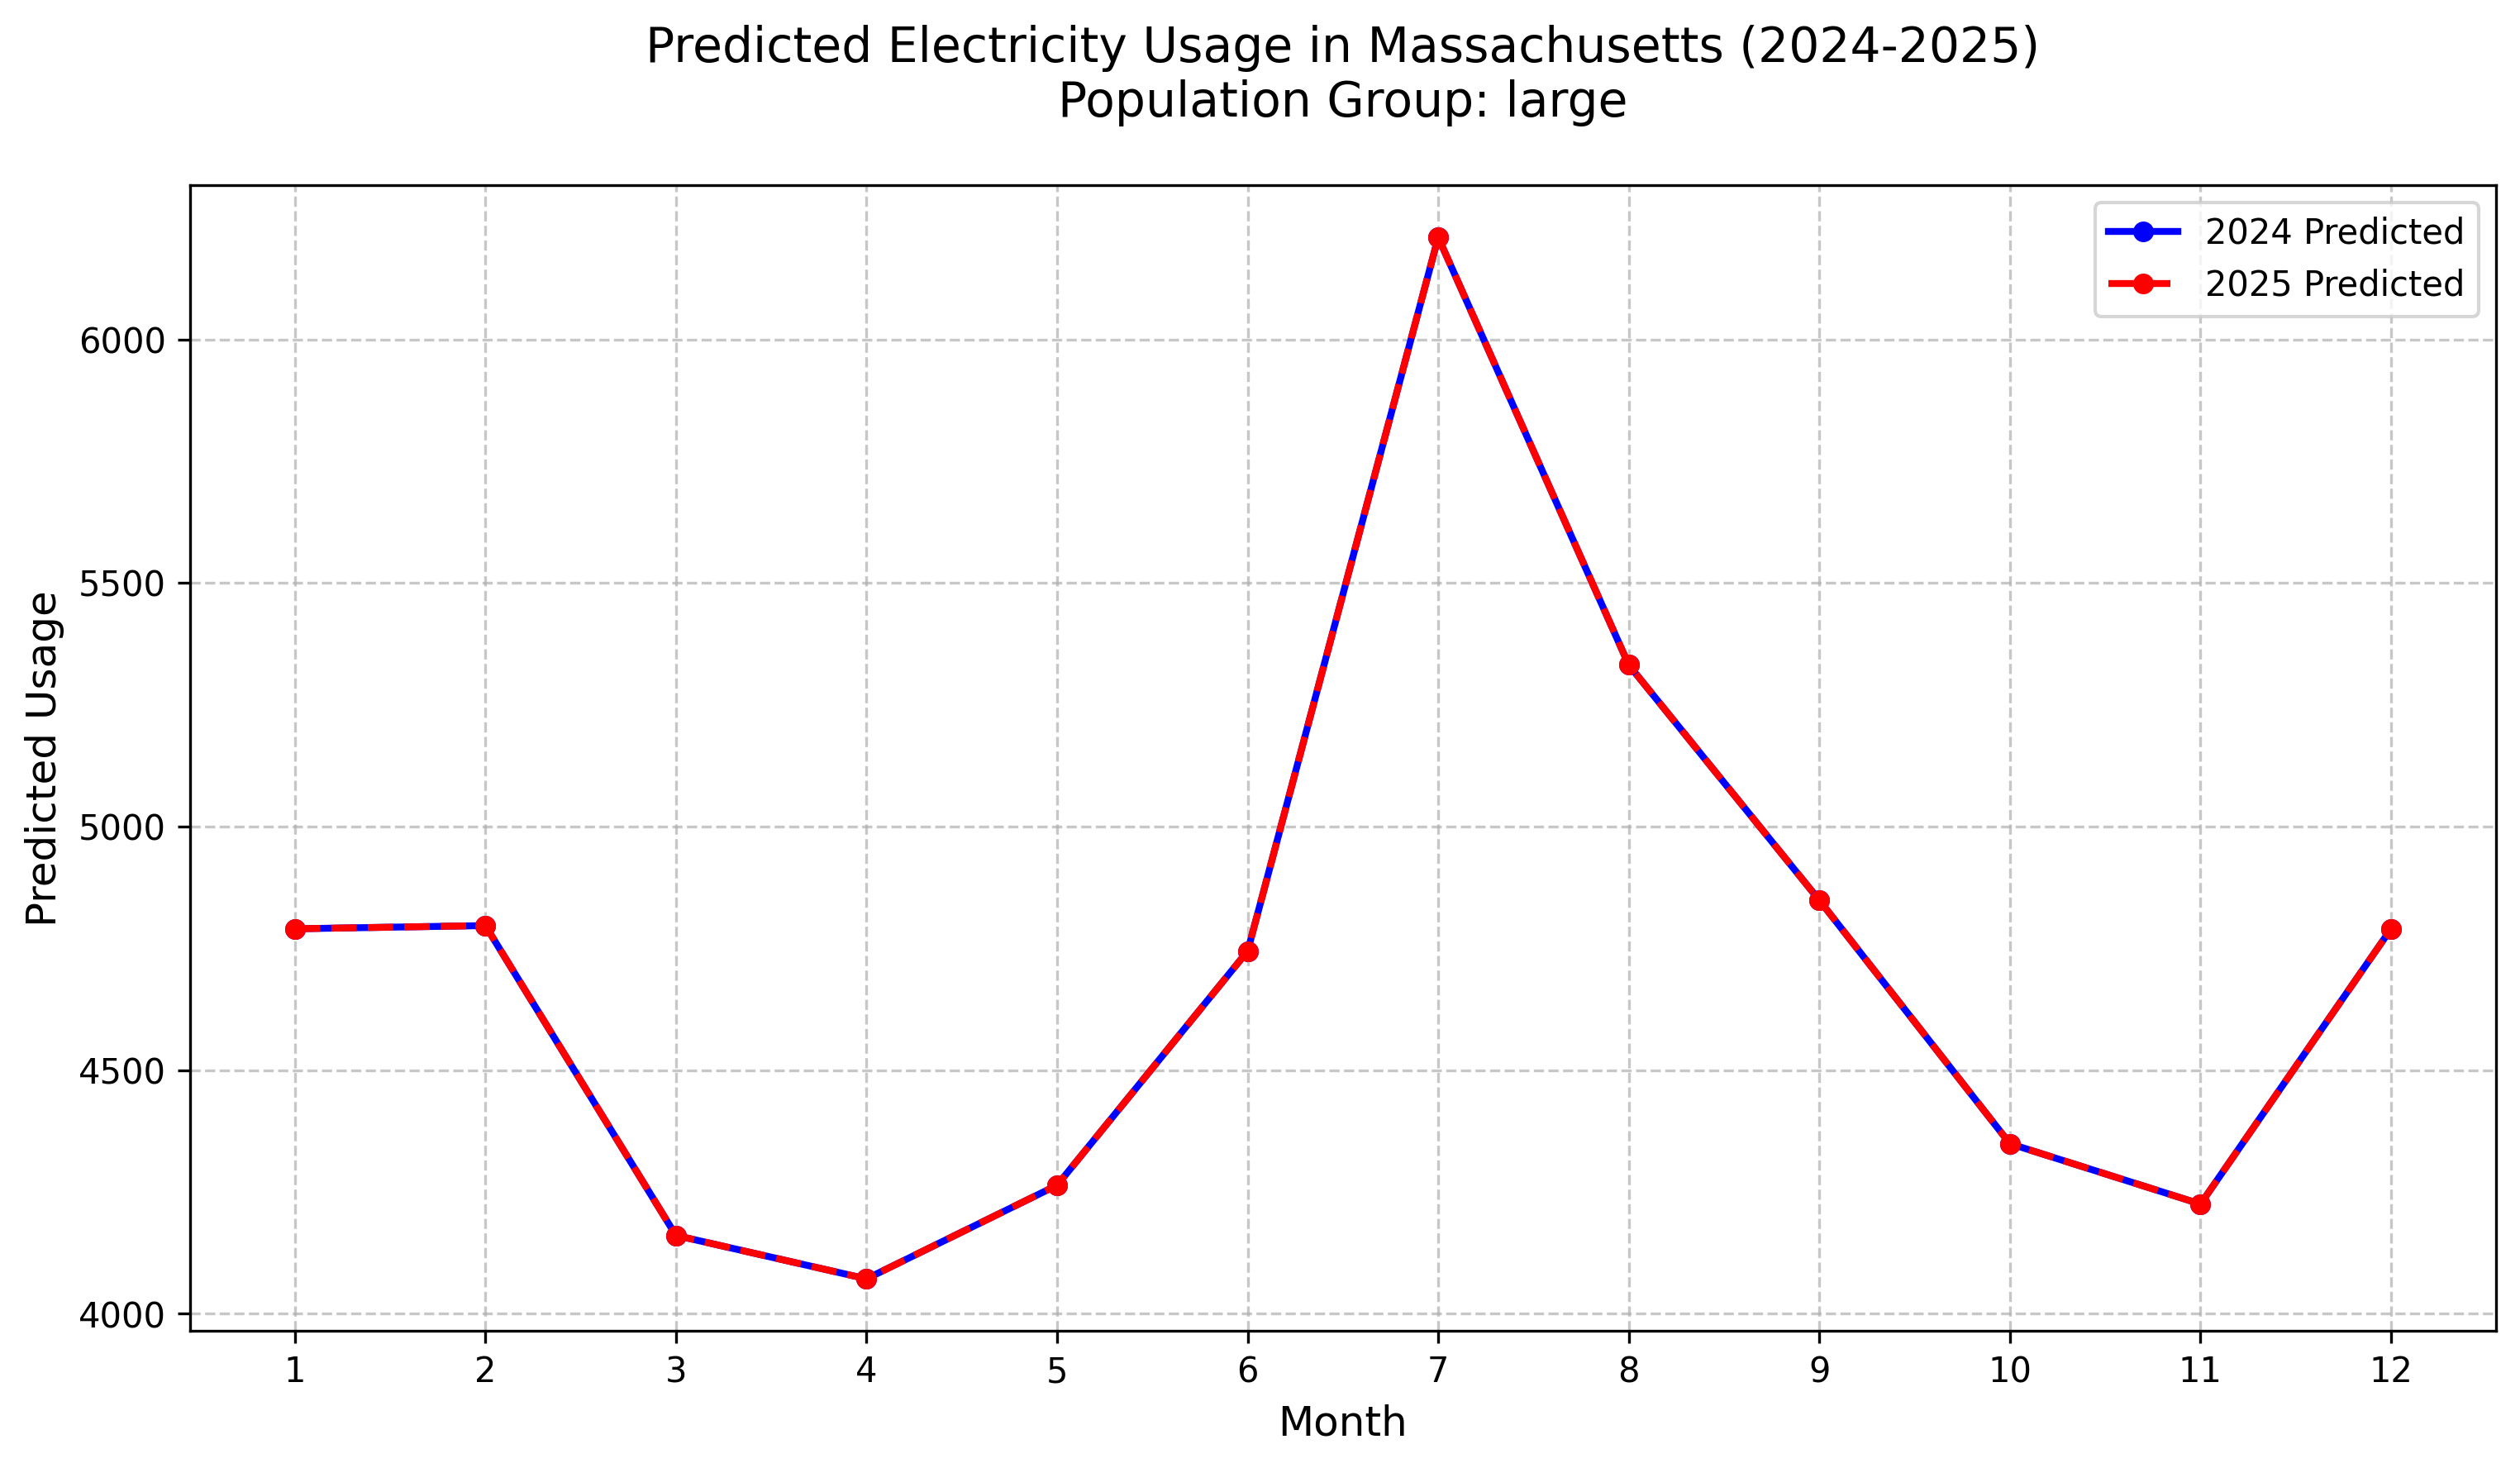 Predicted Electricity Usage in Massachusetts (2024-2025)
Population Group: large
2024 Predicted
2025 Predicted
Predicted Usage
6000
5500
5000
4500
4000
1 2 3 4 5 6 7 8 9 10 11 12
Month